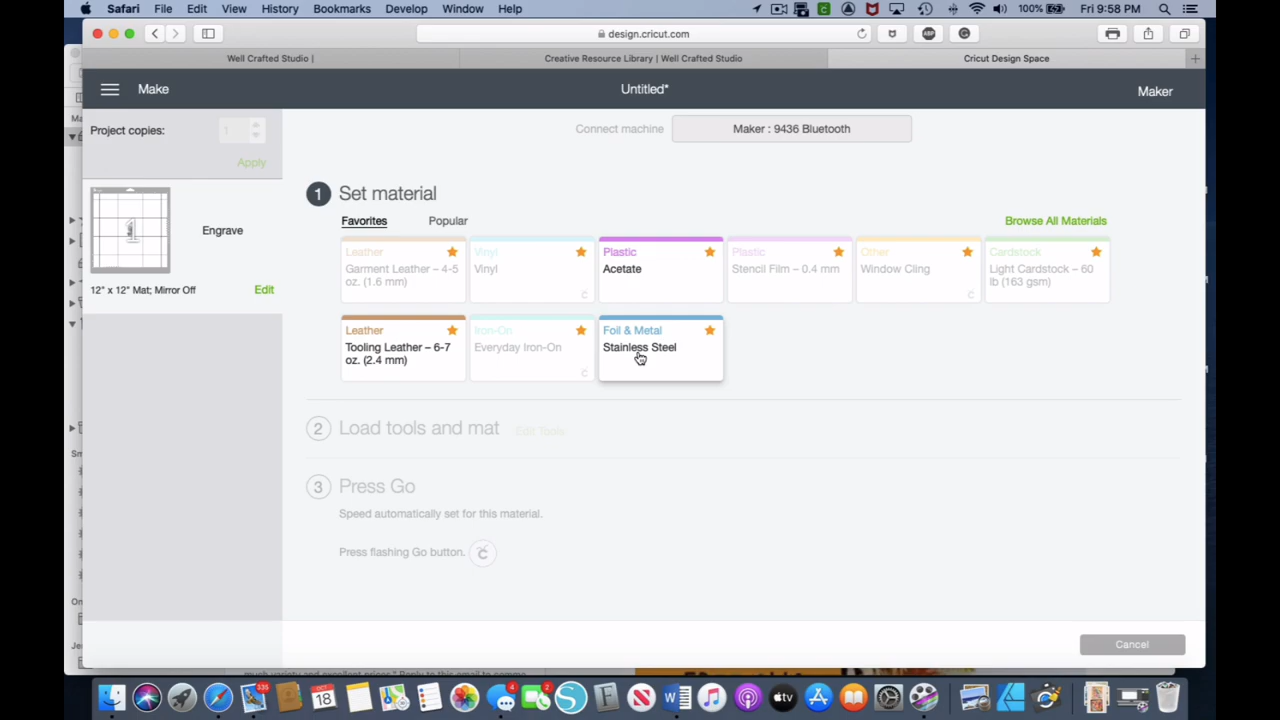 Safari File Edit View History Bookmarks Develop Window Help 100% Fri 9:58 PM
design.cricut.com
Well Crafted Studio | Creative Resource Library | Well Crafted Studio Cricut Design Space
Make Untitled* Maker
Project copies: 1
Apply
Engrave
12" x 12" Mat; Mirror Off Edit
Connect machine Maker : 9436 Bluetooth
1 Set material
Favorites Popular Browse All Materials
Leather Vinyl Plastic Plastic Other Cardstock
Garment Leather – 4-5 Vinyl Acetate Stencil Film – 0.4 mm Window Cling Light Cardstock – 60
oz. (1.6 mm) lb (163 gsm)
Leather Iron-On Foil & Metal
Tooling Leather – 6-7 Everyday Iron-On Stainless Steel
oz. (2.4 mm)
2 Load tools and mat Edit Tools
3 Press Go
Speed automatically set for this material.
Press flashing Go button.
Cancel